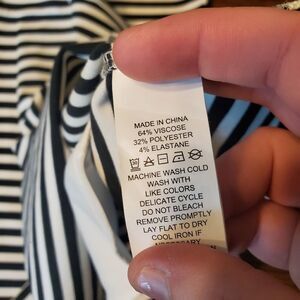 MADE IN CHINA
64% VISCOSE
32% POLYESTER
4% ELASTANE
MACHINE WASH COLD
WASH WITH
LIKE COLORS
DELICATE CYCLE
DO NOT BLEACH
REMOVE PROMPTLY
LAY FLAT TO DRY
COOL IRON IF
NECESSARY